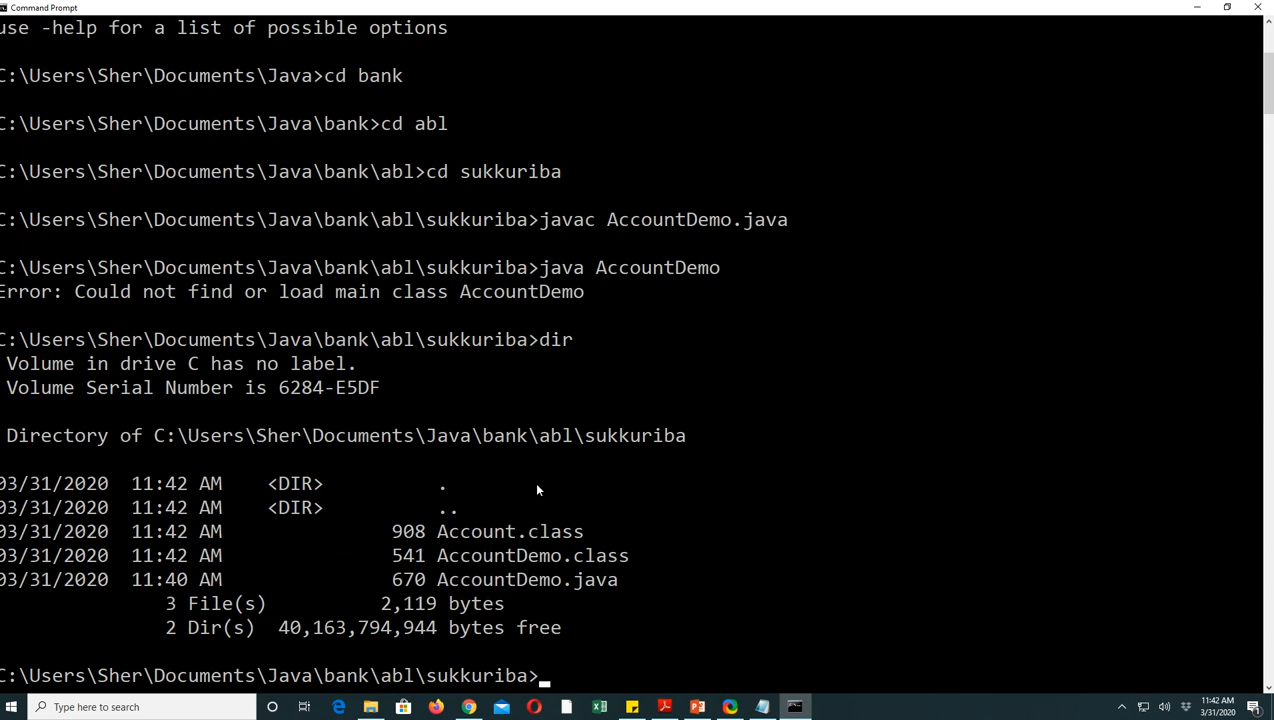 Command Prompt
use -help for a list of possible options
C:\Users\Sher\Documents\Java>cd bank
C:\Users\Sher\Documents\Java\bank>cd abl
C:\Users\Sher\Documents\Java\bank\abl>cd sukkuriba
C:\Users\Sher\Documents\Java\bank\abl\sukkuriba>javac AccountDemo.java
C:\Users\Sher\Documents\Java\bank\abl\sukkuriba>java AccountDemo
Error: Could not find or load main class AccountDemo
C:\Users\Sher\Documents\Java\bank\abl\sukkuriba>dir
Volume in drive C has no label.
Volume Serial Number is 6284-E5DF
Directory of C:\Users\Sher\Documents\Java\bank\abl\sukkuriba
03/31/2020 11:42 AM <DIR> .
03/31/2020 11:42 AM <DIR> ..
03/31/2020 11:42 AM 908 Account.class
03/31/2020 11:42 AM 541 AccountDemo.class
03/31/2020 11:40 AM 670 AccountDemo.java
3 File(s) 2,119 bytes
2 Dir(s) 40,163,794,944 bytes free
C:\Users\Sher\Documents\Java\bank\abl\sukkuriba>
Type here to search
11:42 AM
3/31/2020